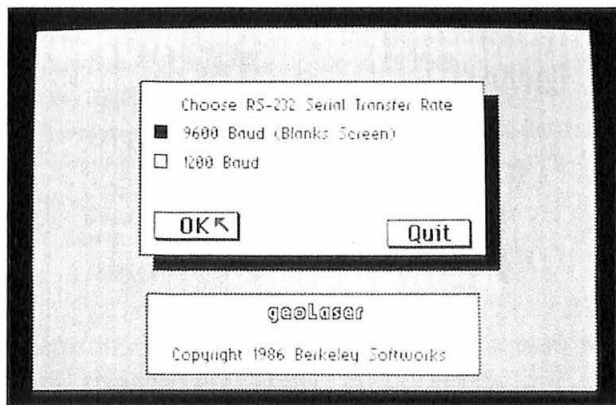 Choose RS-232 Serial Transfer Rate
9600 Baud (Blanks Screen)
1200 Baud
OK
Quit
geoLaser
Copyright 1986 Berkeley Softworks